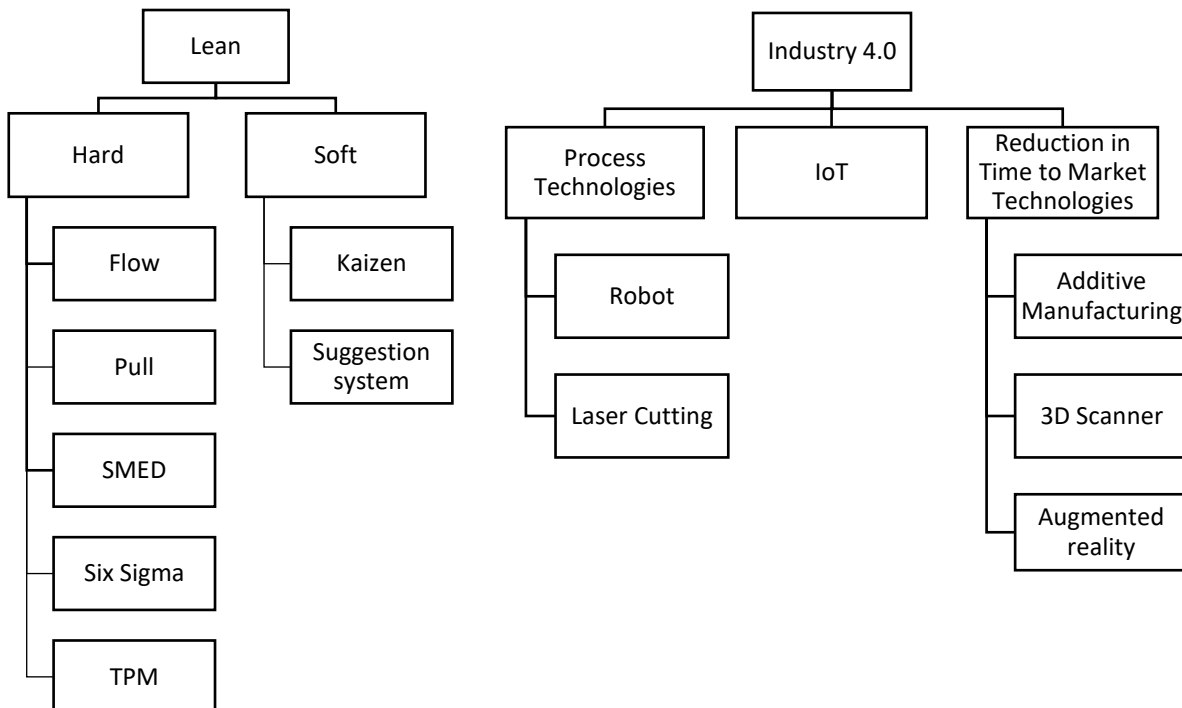 Lean
Hard
Soft
Flow
Pull
SMED
Six Sigma
TPM
Kaizen
Suggestion
system
Industry 4.0
Process
Technologies
IoT
Reduction in
Time to Market
Technologies
Robot
Laser Cutting
Additive
Manufacturing
3D Scanner
Augmented
reality